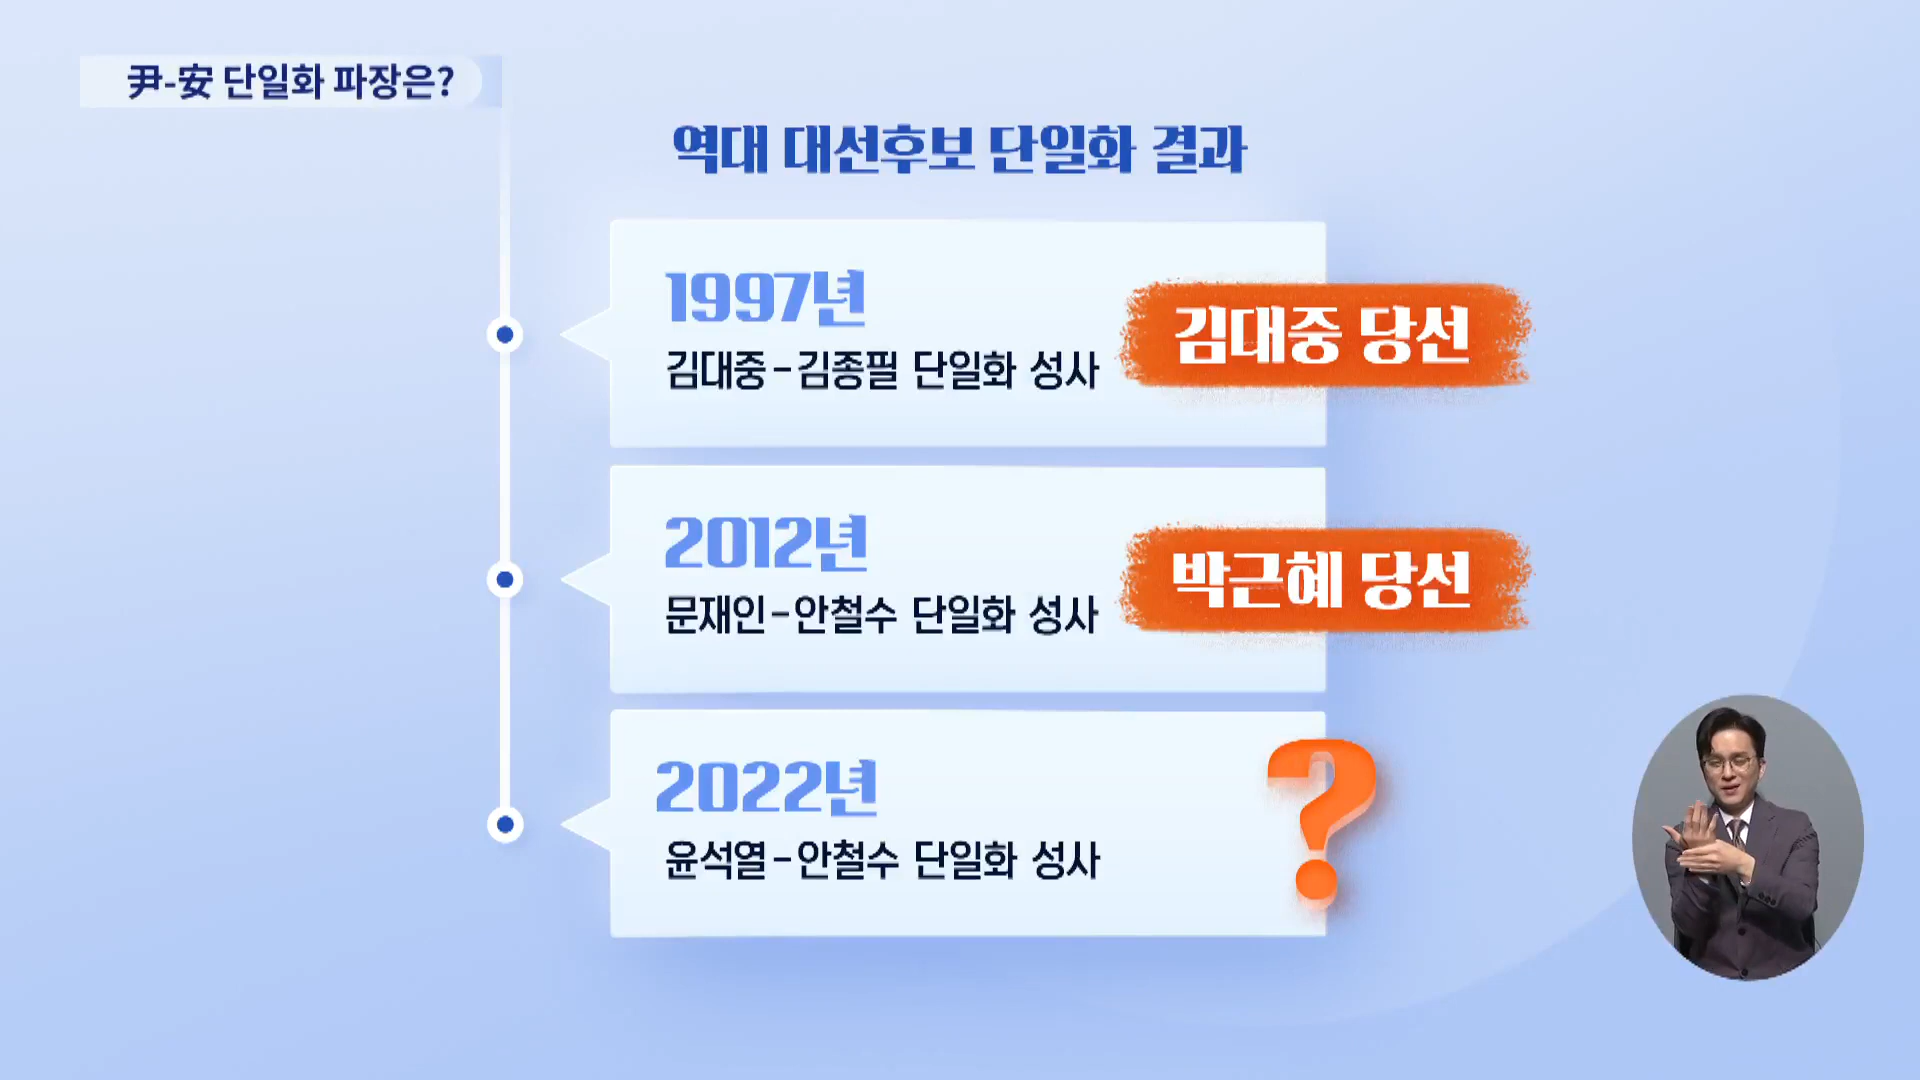 尹-安 단일화 파장은?
역대 대선후보 단일화 결과
1997년
김대중-김종필 단일화 성사
김대중 당선
2012년
문재인-안철수 단일화 성사
박근혜 당선
2022년
윤석열-안철수 단일화 성사
?